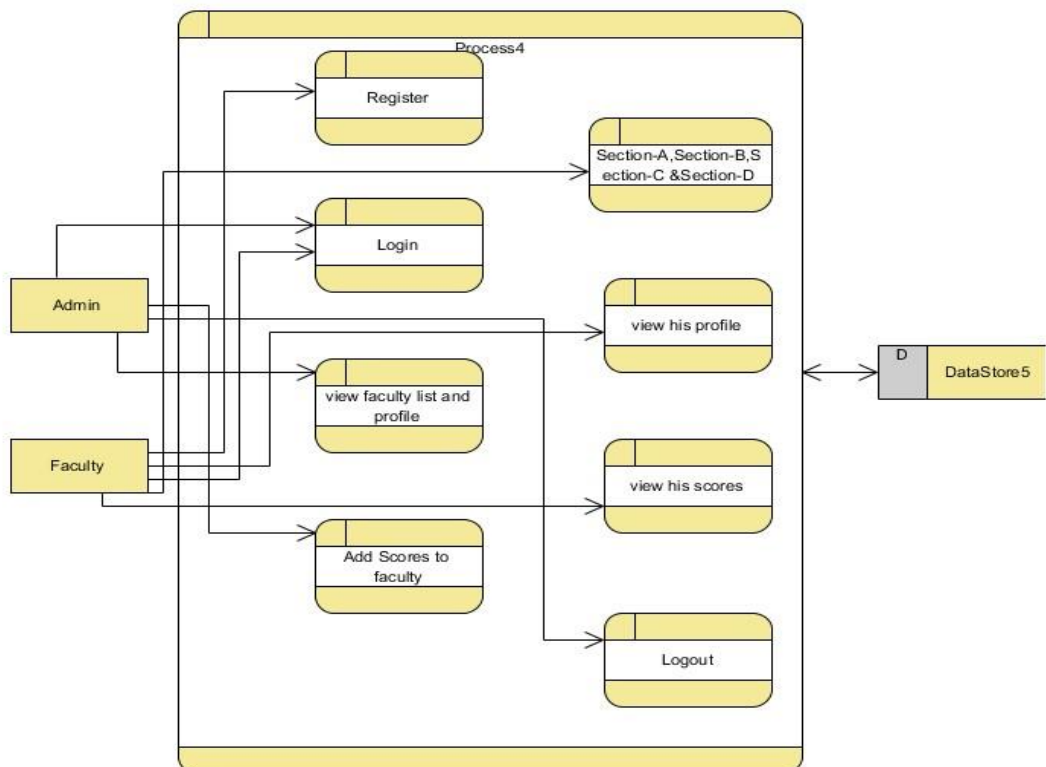 Process4
Register
Section-A,Section-B,S
ection-C &Section-D
Login
Admin
view his profile
D
DataStore5
view faculty list and
profile
Faculty
view his scores
Add Scores to
faculty
Logout